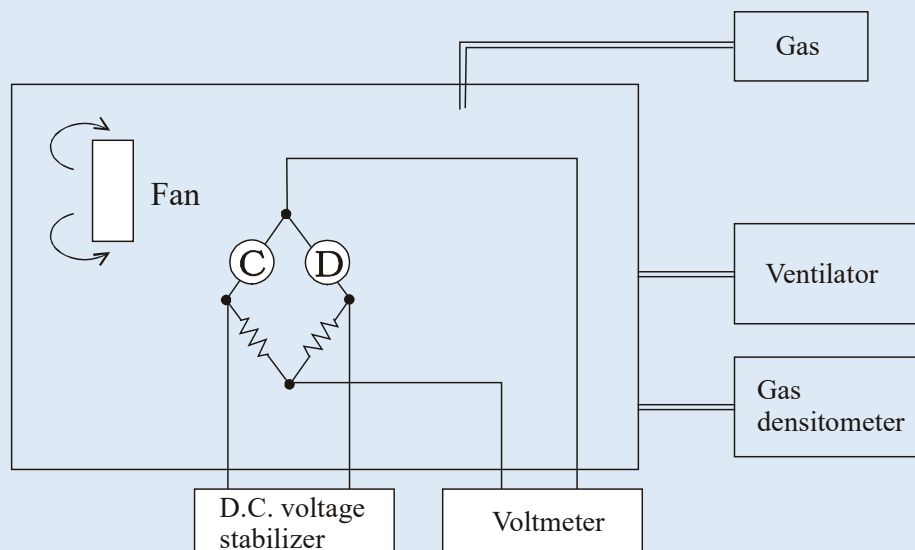 Gas
Fan
C
D
Ventilator
Gas
densitometer
D.C. voltage
stabilizer
Voltmeter